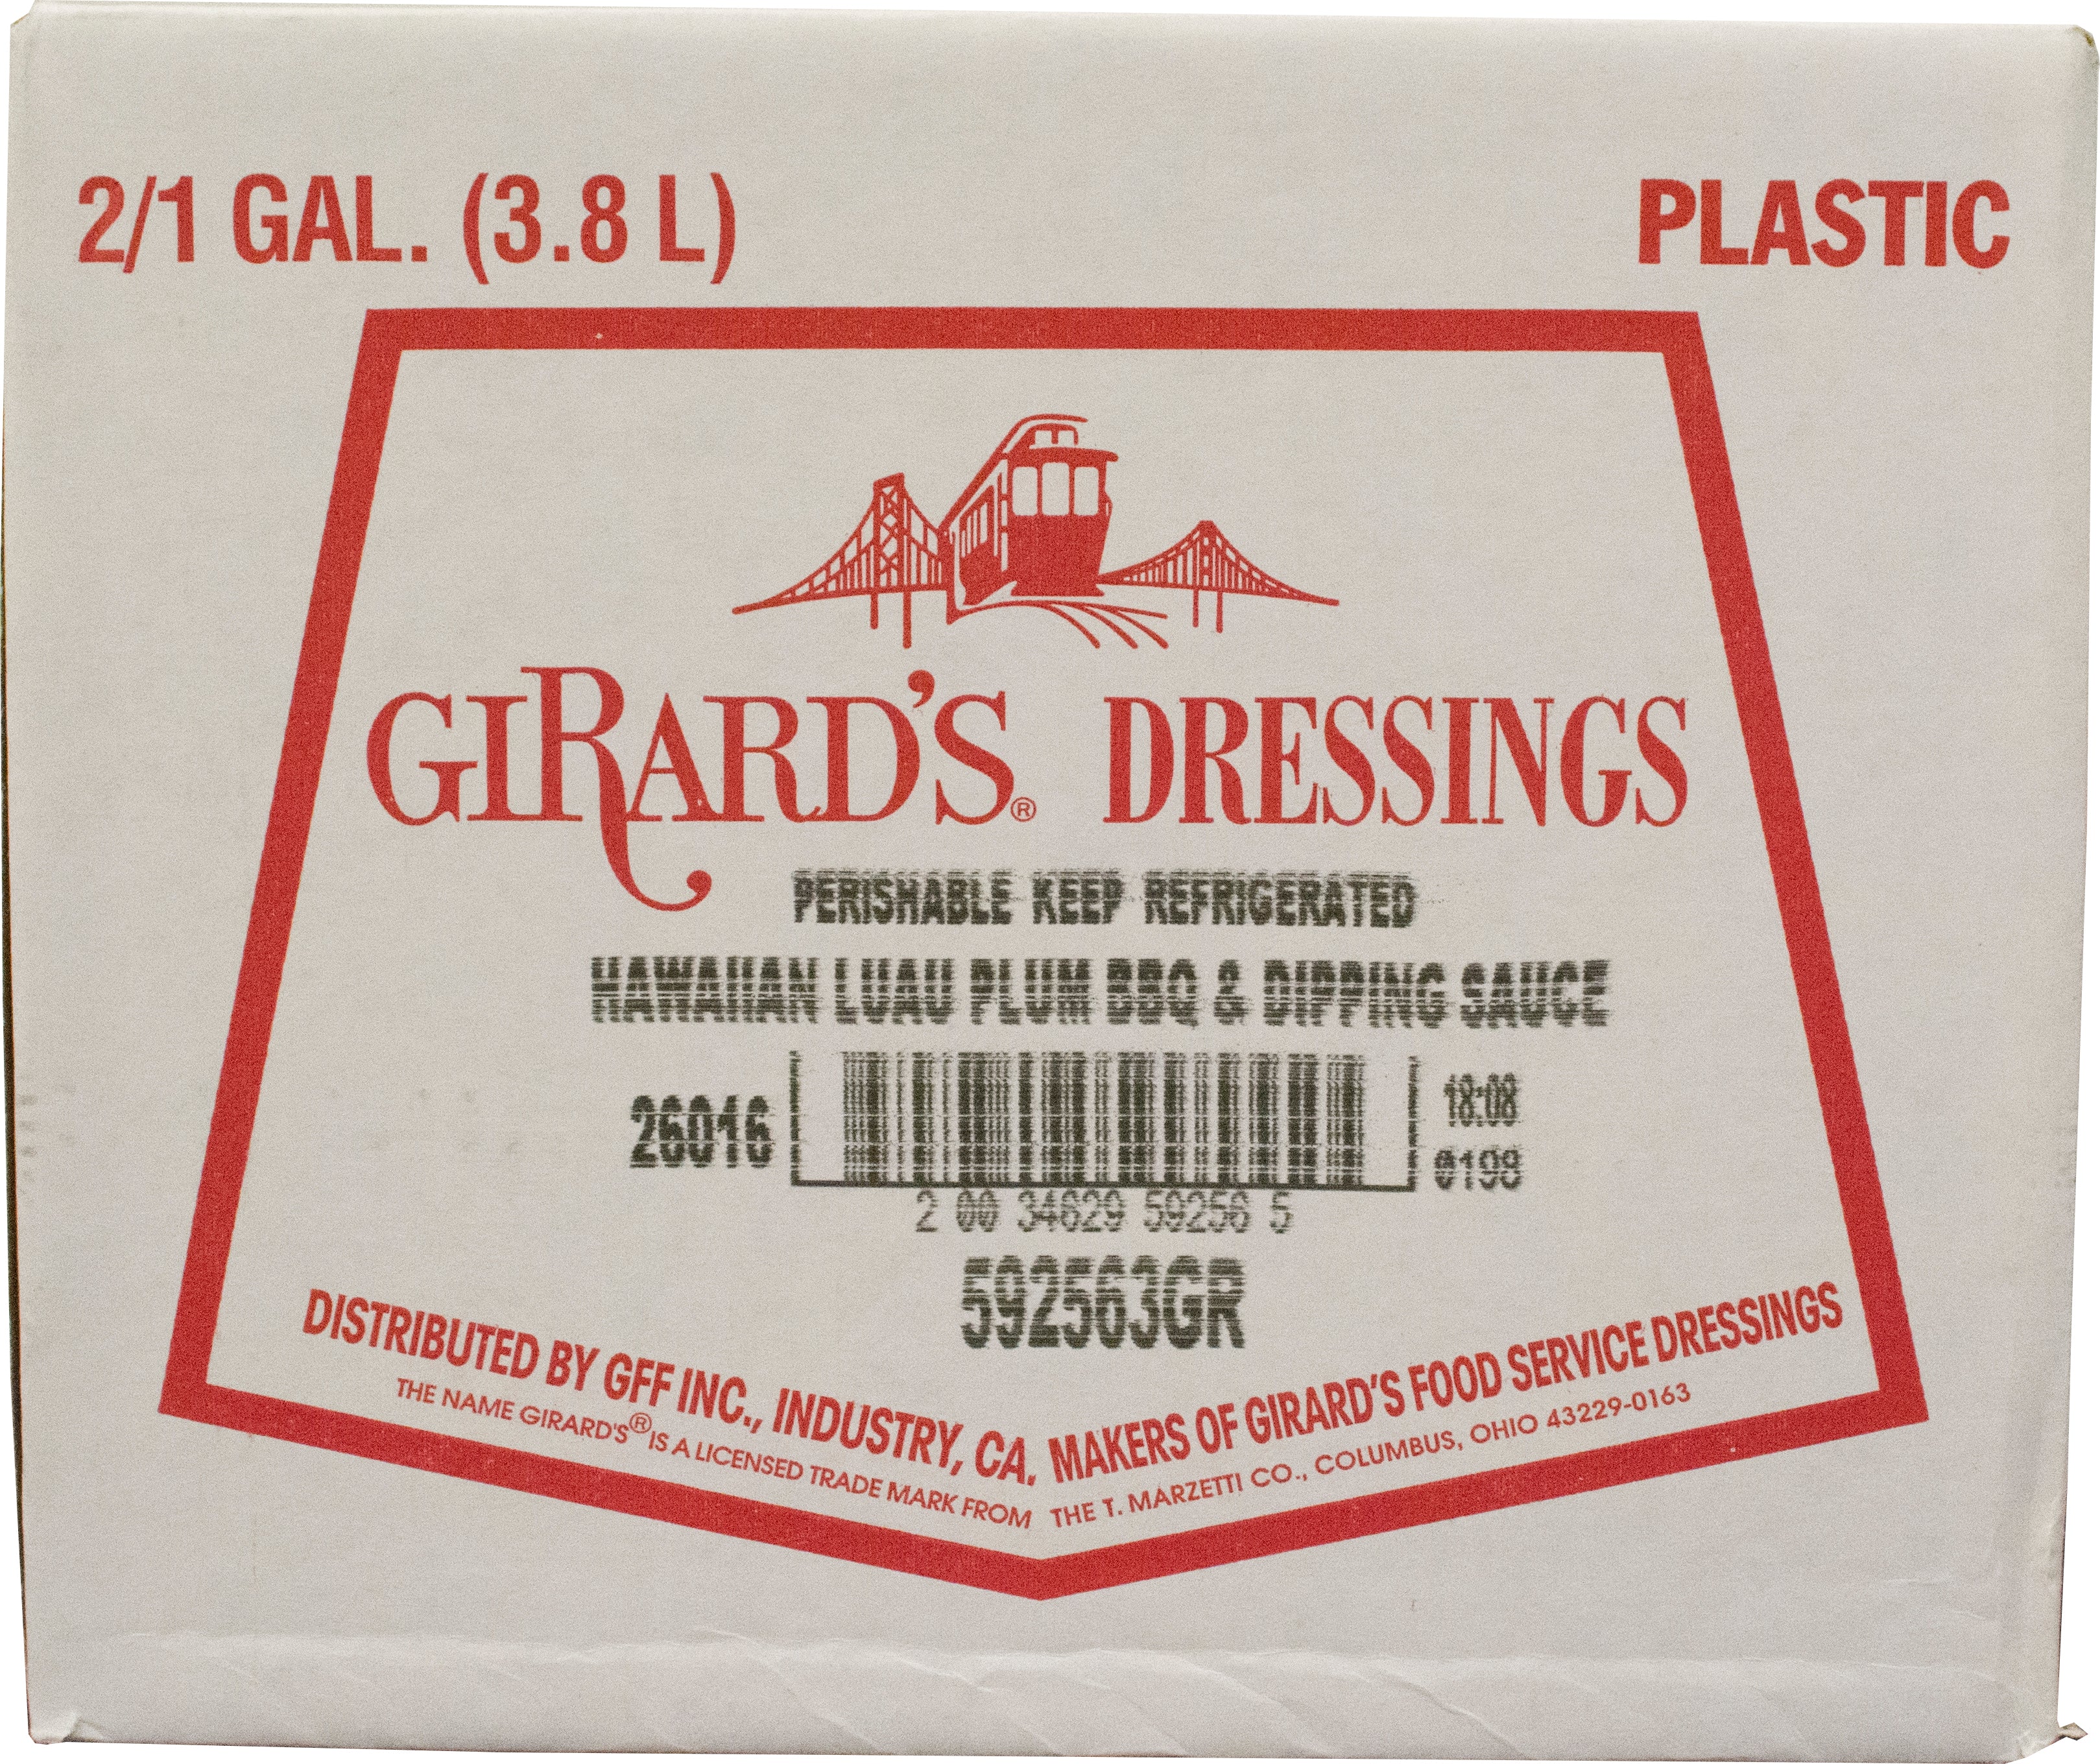 2/1 GAL. (3.8 L)
PLASTIC
GIRARD'S® DRESSINGS
PERISHABLE KEEP REFRIGERATED
HAWAIIAN LUAU PLUM BBQ & DIPPING SAUCE
26016
18:08
0198
2 00 34629 59256 5
592563GR
DISTRIBUTED BY GFF INC., INDUSTRY, CA. MAKERS OF GIRARD'S FOOD SERVICE DRESSINGS
THE NAME GIRARD'S® IS A LICENSED TRADE MARK FROM THE T. MARZETTI CO., COLUMBUS, OHIO 43229-0163